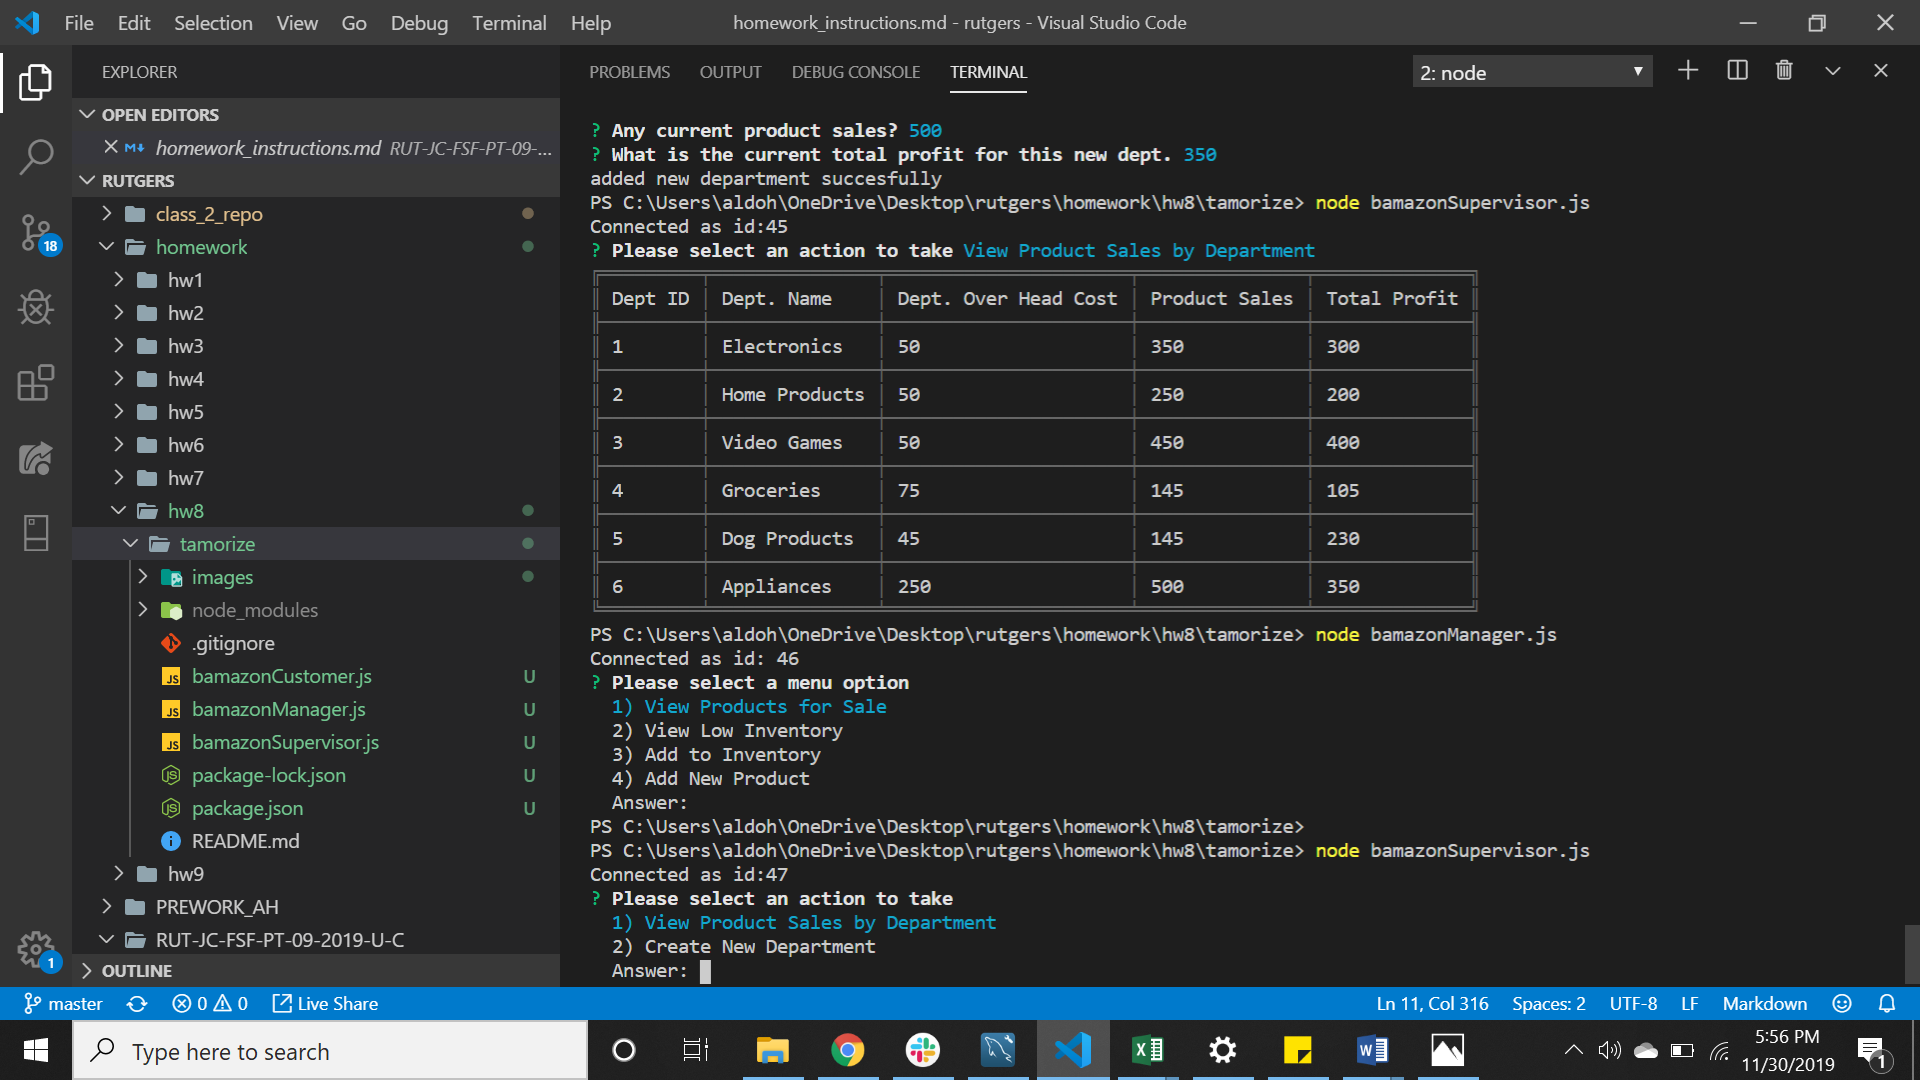 File Edit Selection View Go Debug Terminal Help
homework_instructions.md - rutgers - Visual Studio Code
EXPLORER
OPEN EDITORS
homework_instructions.md RUT-JC-FSF-PT-09-...
RUTGERS
class_2_repo
homework
hw1
hw2
hw3
hw4
hw5
hw6
hw7
hw8
tamorize
images
node_modules
.gitignore
JS bamazonCustomer.js U
JS bamazonManager.js U
JS bamazonSupervisor.js U
package-lock.json U
package.json U
README.md
hw9
PREWORK_AH
RUT-JC-FSF-PT-09-2019-U-C
OUTLINE
18
1
PROBLEMS OUTPUT DEBUG CONSOLE TERMINAL
2: node
? Any current product sales? 500
? What is the current total profit for this new dept. 350
added new department succesfully
PS C:\Users\aldoh\OneDrive\Desktop\rutgers\homework\hw8\tamorize> node bamazonSupervisor.js
Connected as id:45
? Please select an action to take View Product Sales by Department
Dept ID Dept. Name Dept. Over Head Cost Product Sales Total Profit
1 Electronics 50 350 300
2 Home Products 50 250 200
3 Video Games 50 450 400
4 Groceries 75 145 105
5 Dog Products 45 145 230
6 Appliances 250 500 350
PS C:\Users\aldoh\OneDrive\Desktop\rutgers\homework\hw8\tamorize> node bamazonManager.js
Connected as id: 46
? Please select a menu option
1) View Products for Sale
2) View Low Inventory
3) Add to Inventory
4) Add New Product
Answer:
PS C:\Users\aldoh\OneDrive\Desktop\rutgers\homework\hw8\tamorize>
PS C:\Users\aldoh\OneDrive\Desktop\rutgers\homework\hw8\tamorize> node bamazonSupervisor.js
Connected as id:47
? Please select an action to take
1) View Product Sales by Department
2) Create New Department
Answer:
master 0 0 Live Share Ln 11, Col 316 Spaces: 2 UTF-8 LF Markdown
Type here to search
5:56 PM
11/30/2019
1